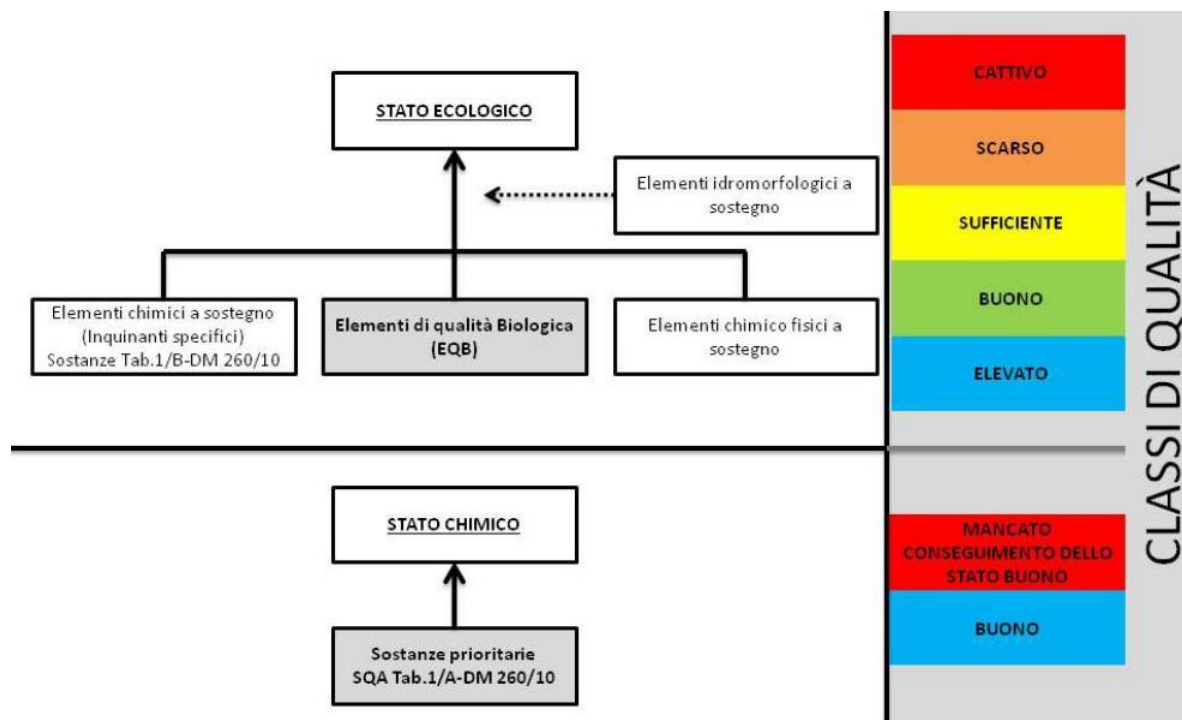 STATO ECOLOGICO
Elementi idromorfologici a
sostegno
Elementi chimici a sostegno
(Inquinanti specifici)
Sostanze Tab.1/B-DM 260/10
Elementi di qualità Biologica
(EQB)
Elementi chimico fisici a
sostegno
CATTIVO
SCARSO
SUFFICIENTE
BUONO
ELEVATO
STATO CHIMICO
Sostanze prioritarie
SQA Tab.1/A-DM 260/10
MANCATO
CONSEGUIMENTO DELLO
STATO BUONO
BUONO
CLASSI DI QUALITÀ